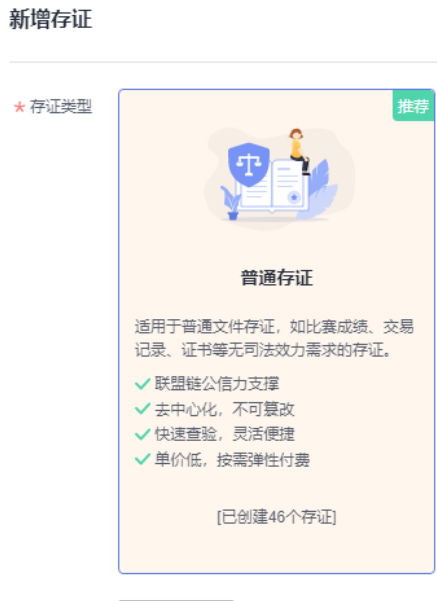 新增存证
* 存证类型
推荐
普通存证
适用于普通文件存证，如比赛成绩、交易
记录、证书等无司法效力需求的存证。
联盟链公信力支撑
去中心化，不可篡改
快速查验，灵活便捷
单价低，按需弹性付费
[已创建46个存证]